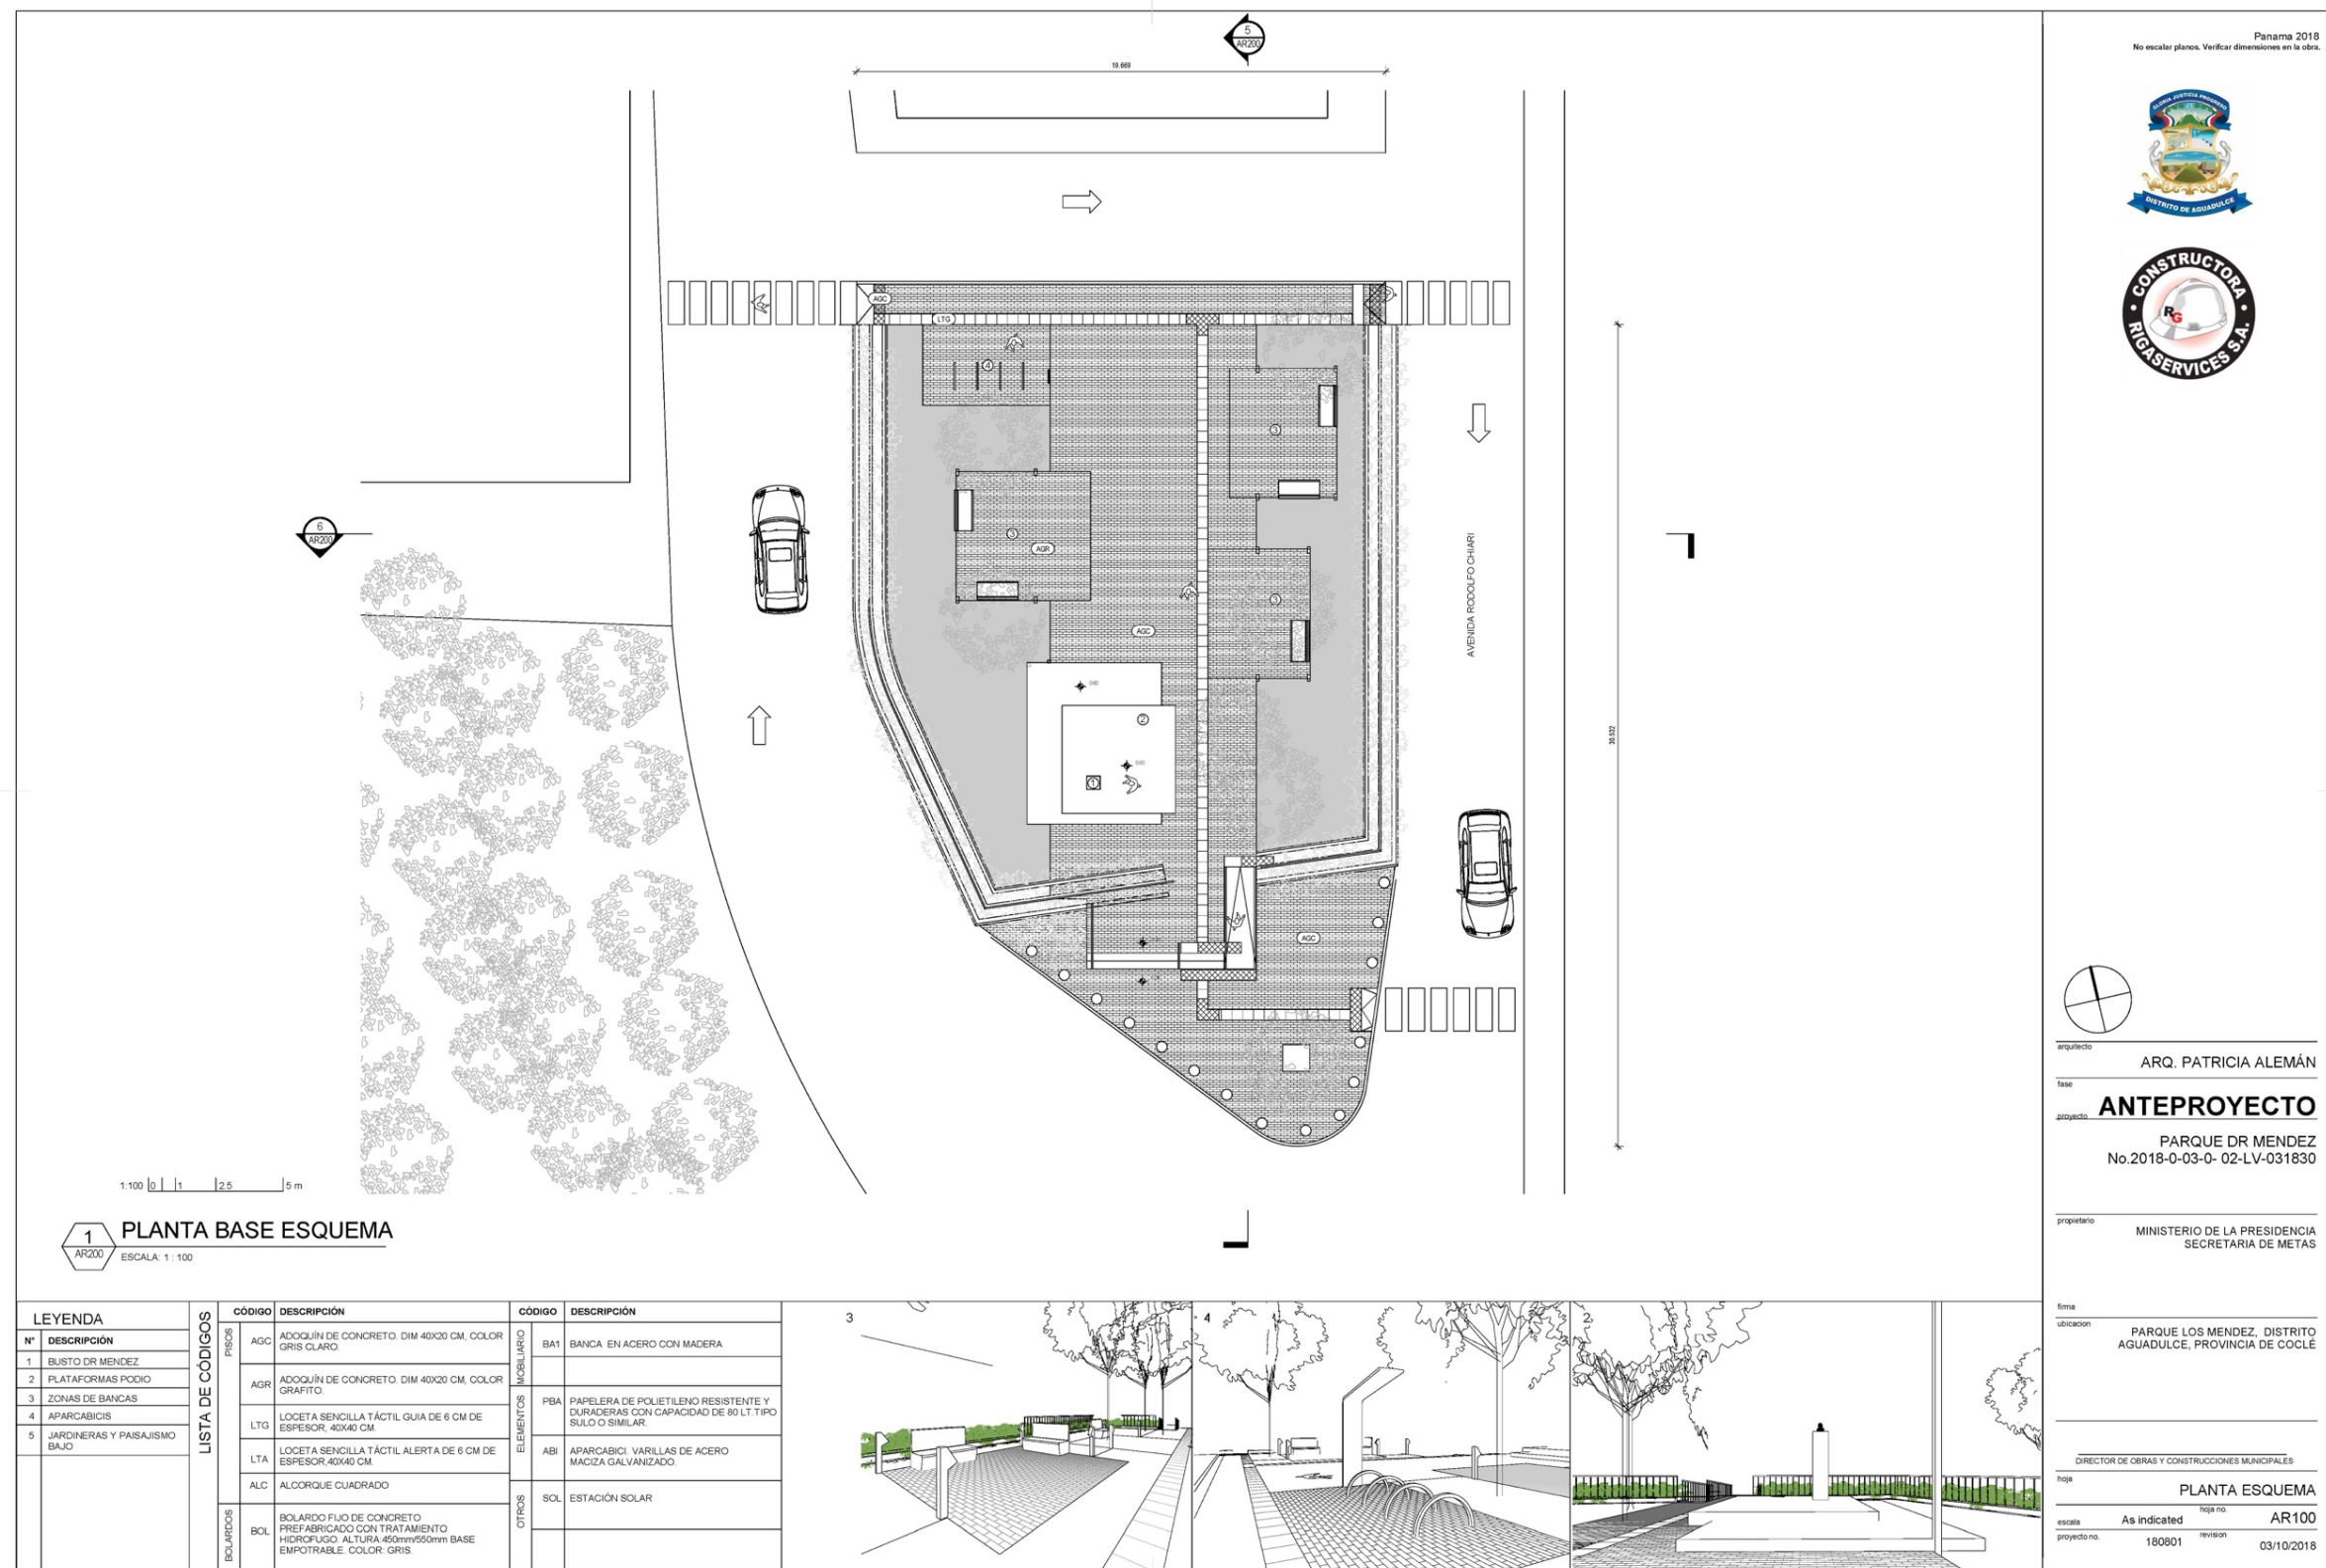 Panama 2018
No escalar planos. Verifcar dimensiones en la obra.
GLORIA JUSTICIA PROGRESO
DISTRITO DE AGUADULCE
CONSTRUCTORA
RG
RIGASERVICES S.A.
5
AR200
19.669
AGC
LTG
4
3
3
AGR
6
AR200
3
AGC
AVENIDA RODOLFO CHIARI
2
1
30.532
AGC
1:100 0 1 2.5 5 m
1
AR200
PLANTA BASE ESQUEMA
ESCALA: 1 : 100
arquitecto
ARQ. PATRICIA ALEMÁN
fase
ANTEPROYECTO
proyecto
PARQUE DR MENDEZ
No.2018-0-03-0- 02-LV-031830
propietario
MINISTERIO DE LA PRESIDENCIA
SECRETARIA DE METAS
firma
ubicacion
PARQUE LOS MENDEZ, DISTRITO
AGUADULCE, PROVINCIA DE COCLÉ
DIRECTOR DE OBRAS Y CONSTRUCCIONES MUNICIPALES
hoja
PLANTA ESQUEMA
hoja no.
escala As indicated AR100
proyecto no. 180801 revision 03/10/2018
LEYENDA
N° DESCRIPCIÓN
1 BUSTO DR MENDEZ
2 PLATAFORMAS PODIO
3 ZONAS DE BANCAS
4 APARCABICIS
5 JARDINERAS Y PAISAJISMO
BAJO
LISTA DE CÓDIGOS
CÓDIGO DESCRIPCIÓN
PISOS
AGC ADOQUÍN DE CONCRETO. DIM 40X20 CM, COLOR
GRIS CLARO.
AGR ADOQUÍN DE CONCRETO. DIM 40X20 CM, COLOR
GRAFITO.
LTG LOCETA SENCILLA TÁCTIL GUIA DE 6 CM DE
ESPESOR, 40X40 CM.
LTA LOCETA SENCILLA TÁCTIL ALERTA DE 6 CM DE
ESPESOR,40X40 CM.
ALC ALCORQUE CUADRADO
BOLARDOS
BOL BOLARDO FIJO DE CONCRETO
PREFABRICADO CON TRATAMIENTO
HIDROFUGO. ALTURA:450mm/550mm BASE
EMPOTRABLE. COLOR: GRIS.
CÓDIGO DESCRIPCIÓN
MOBILIARIO
BA1 BANCA EN ACERO CON MADERA
ELEMENTOS
PBA PAPELERA DE POLIETILENO RESISTENTE Y
DURADERAS CON CAPACIDAD DE 80 LT.TIPO
SULO O SIMILAR.
ABI APARCABICI. VARILLAS DE ACERO
MACIZA GALVANIZADO.
OTROS
SOL ESTACIÓN SOLAR
3
4
2